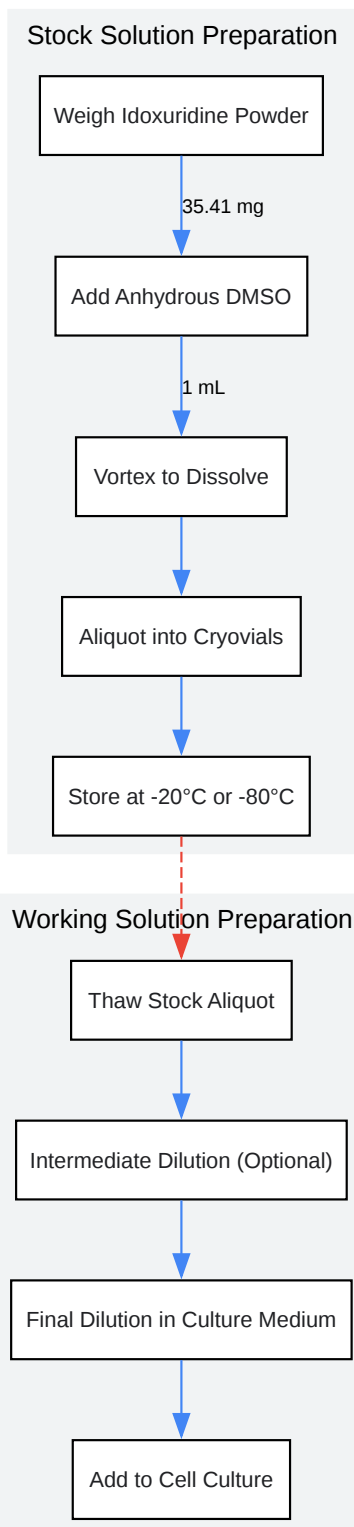 Stock Solution Preparation
Weigh Idoxuridine Powder
35.41 mg
Add Anhydrous DMSO
1 mL
Vortex to Dissolve
Aliquot into Cryovials
Store at -20°C or -80°C
Working Solution Preparation
Thaw Stock Aliquot
Intermediate Dilution (Optional)
Final Dilution in Culture Medium
Add to Cell Culture